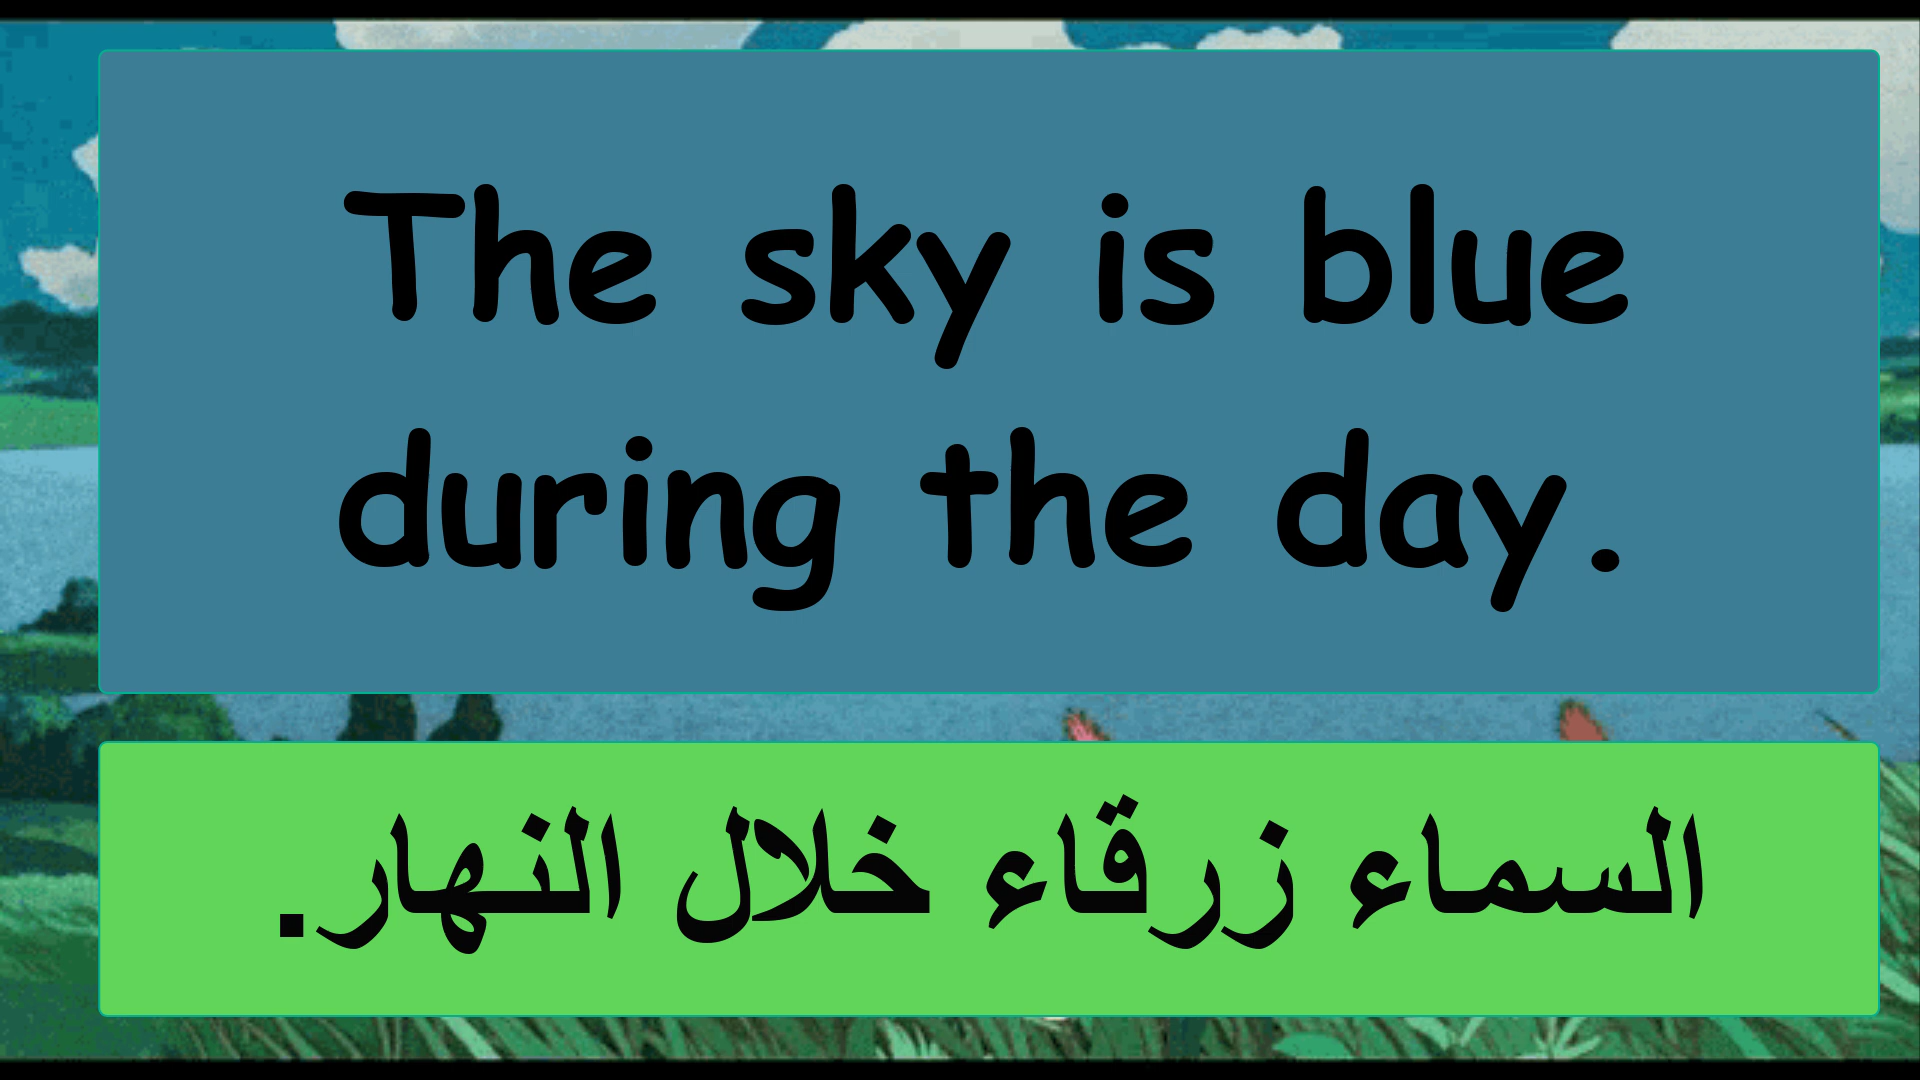 The sky is blue
during the day.
السماء زرقاء خلال النهار.